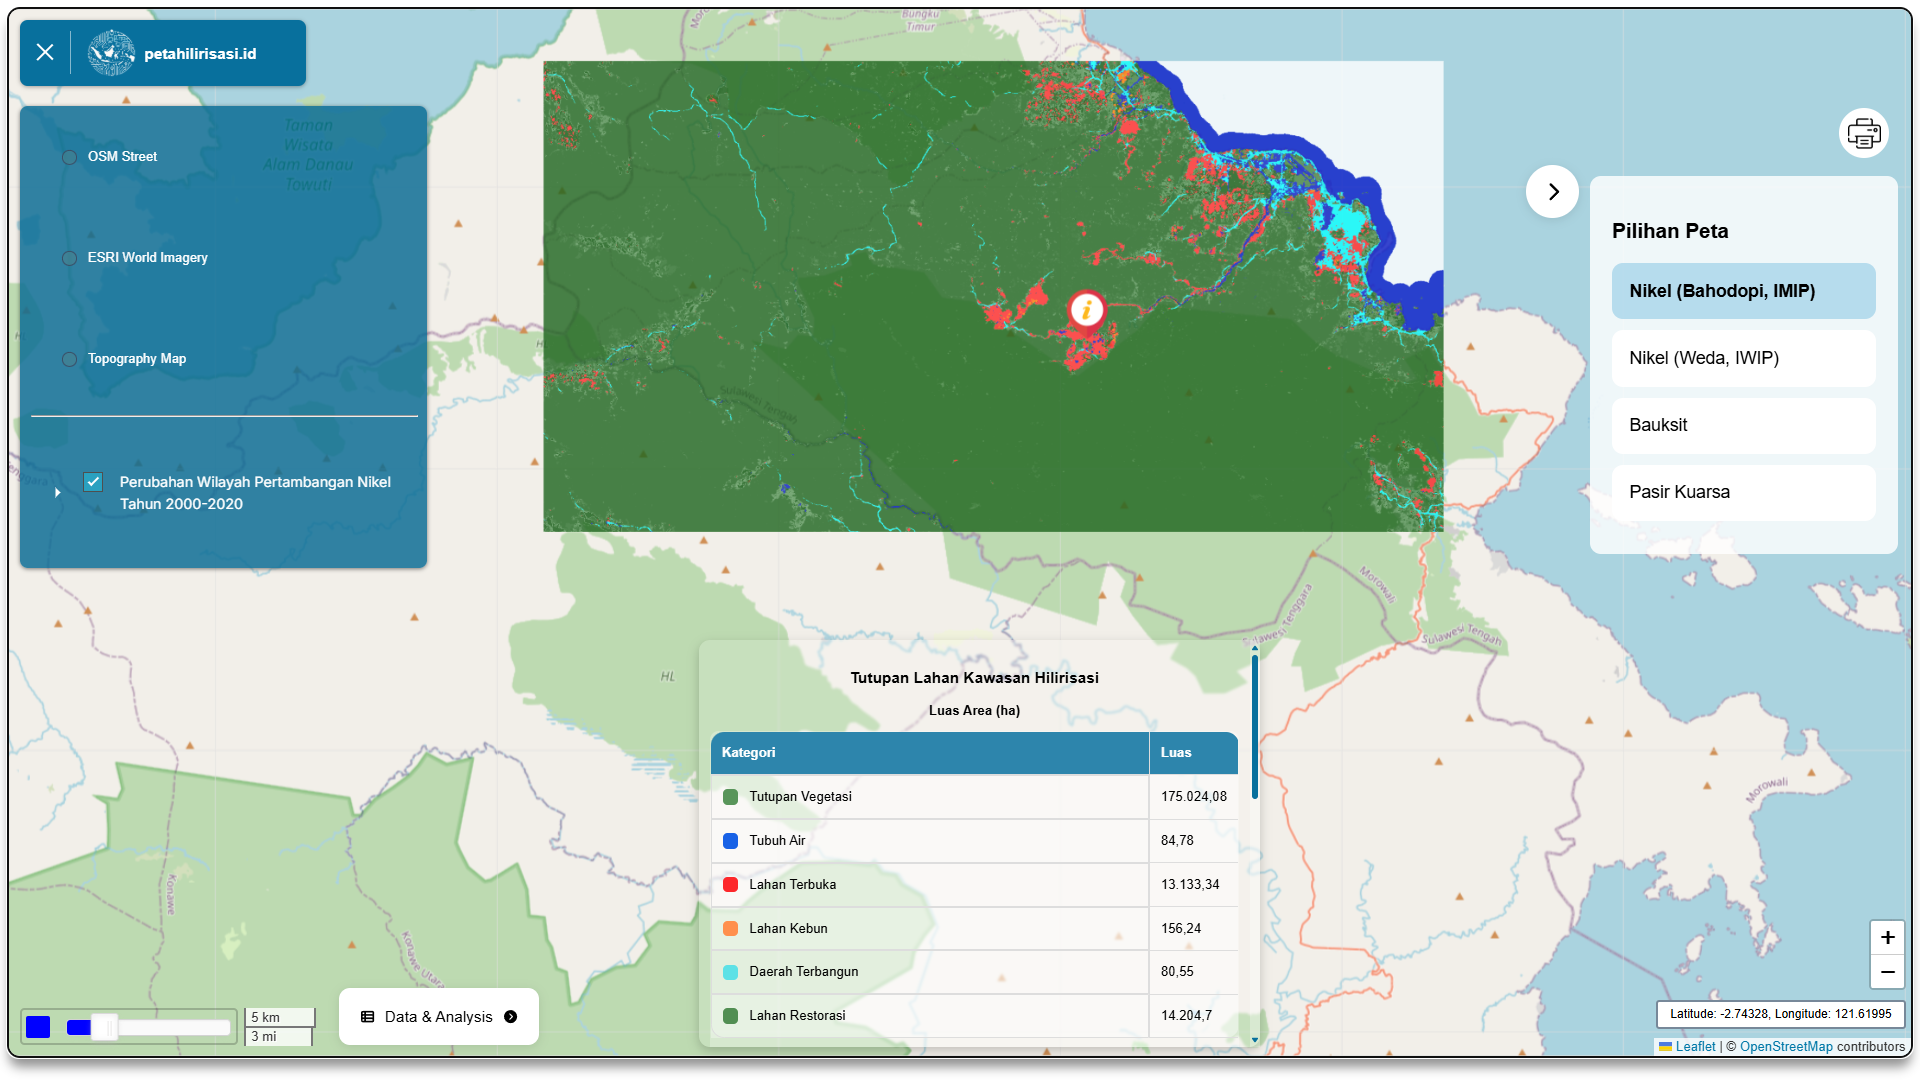 petahilirisasi.id
OSM Street
ESRI World Imagery
Topography Map
Perubahan Wilayah Pertambangan Nikel
Tahun 2000-2020
Taman
Wisata
Alam Danau
Towuti
Bungku
Timur
Sulawesi Tengah
Pilihan Peta
Nikel (Bahodopi, IMIP)
Nikel (Weda, IWIP)
Bauksit
Pasir Kuarsa
HL
Morowali
Sulawesi Tenggara
Sulawesi Tengah
Morowali
Konawe
Konawe Utara
Tutupan Lahan Kawasan Hilirisasi
Luas Area (ha)
Kategori Luas
Tutupan Vegetasi 175.024,08
Tubuh Air 84,78
Lahan Terbuka 13.133,34
Lahan Kebun 156,24
Daerah Terbangun 80,55
Lahan Restorasi 14.204,7
5 km
3 mi
Data & Analysis
+
−
Latitude: -2.74328, Longitude: 121.61995
Leaflet | © OpenStreetMap contributors